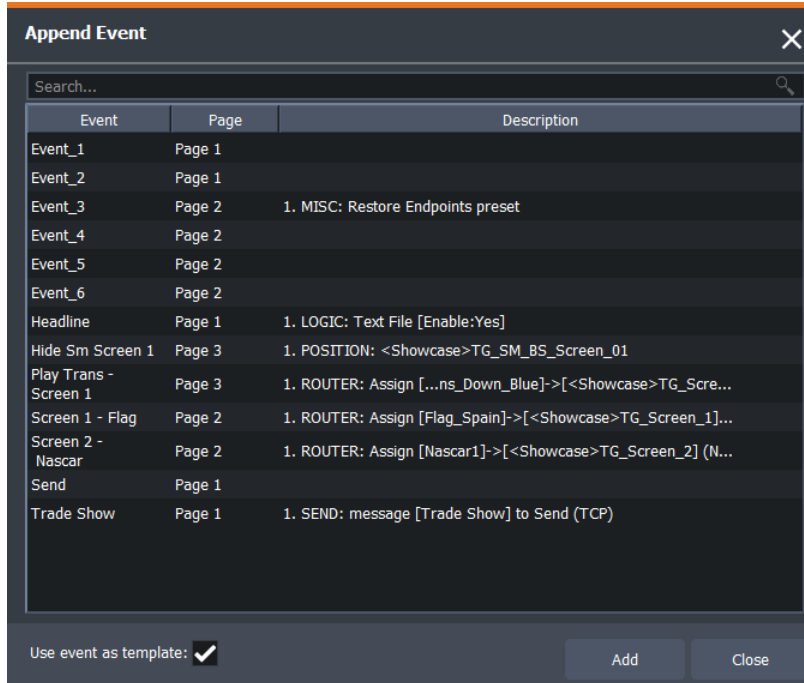 Append Event
Search...
Event Page Description
Event_1 Page 1
Event_2 Page 1
Event_3 Page 2 1. MISC: Restore Endpoints preset
Event_4 Page 2
Event_5 Page 2
Event_6 Page 2
Headline Page 1 1. LOGIC: Text File [Enable:Yes]
Hide Sm Screen 1 Page 3 1. POSITION: <Showcase>TG_SM_BS_Screen_01
Play Trans -
Screen 1 Page 3 1. ROUTER: Assign [...ns_Down_Blue]->[<Showcase>TG_Scre...
Screen 1 - Flag Page 2 1. ROUTER: Assign [Flag_Spain]->[<Showcase>TG_Screen_1]...
Screen 2 -
Nascar Page 2 1. ROUTER: Assign [Nascar1]->[<Showcase>TG_Screen_2] (N...
Send Page 1
Trade Show Page 1 1. SEND: message [Trade Show] to Send (TCP)
Use event as template: Add Close